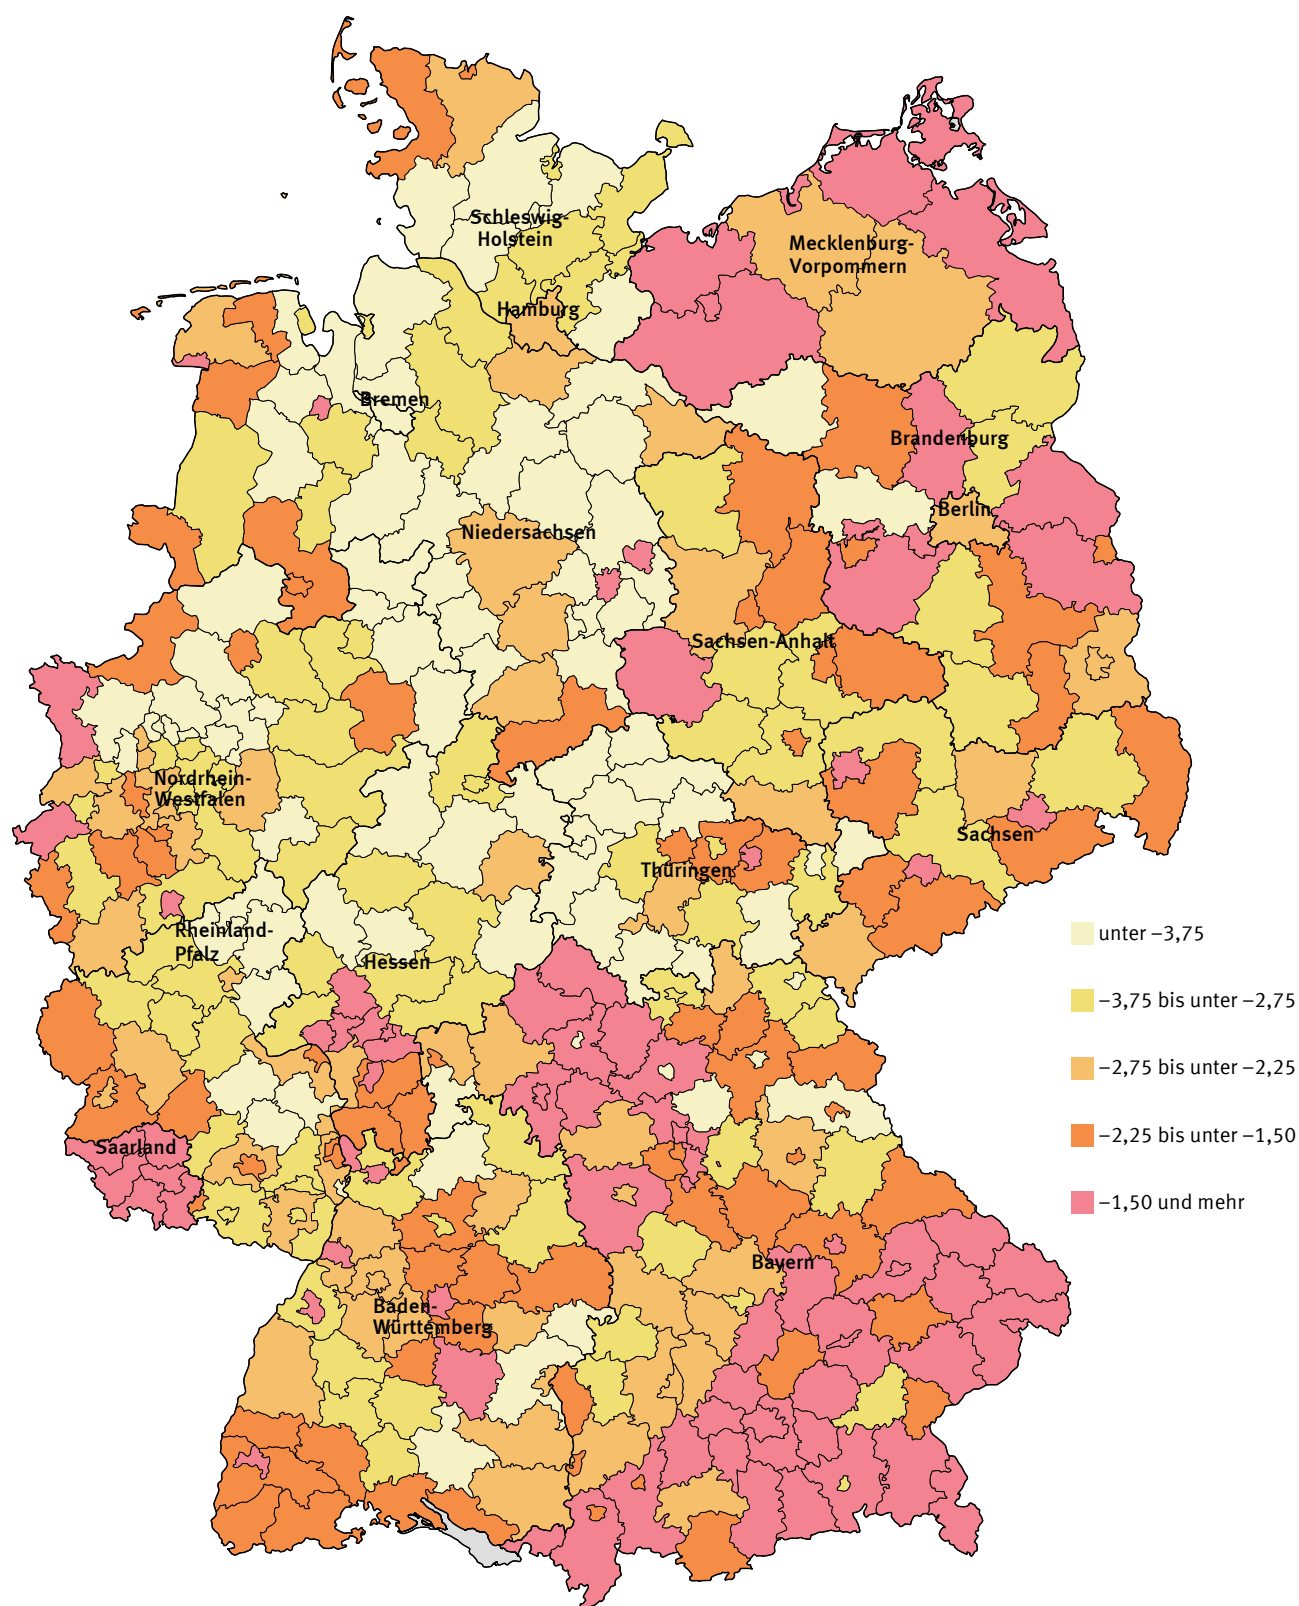 Schleswig-
Holstein
Mecklenburg-
Vorpommern
Hamburg
Bremen
Brandenburg
Berlin
Niedersachsen
Sachsen-Anhalt
Nordrhein-
Westfalen
Sachsen
Thüringen
Rheinland-
Pfalz
Hessen
unter –3,75
–3,75 bis unter –2,75
–2,75 bis unter –2,25
–2,25 bis unter –1,50
–1,50 und mehr
Saarland
Bayern
Baden-
Württemberg